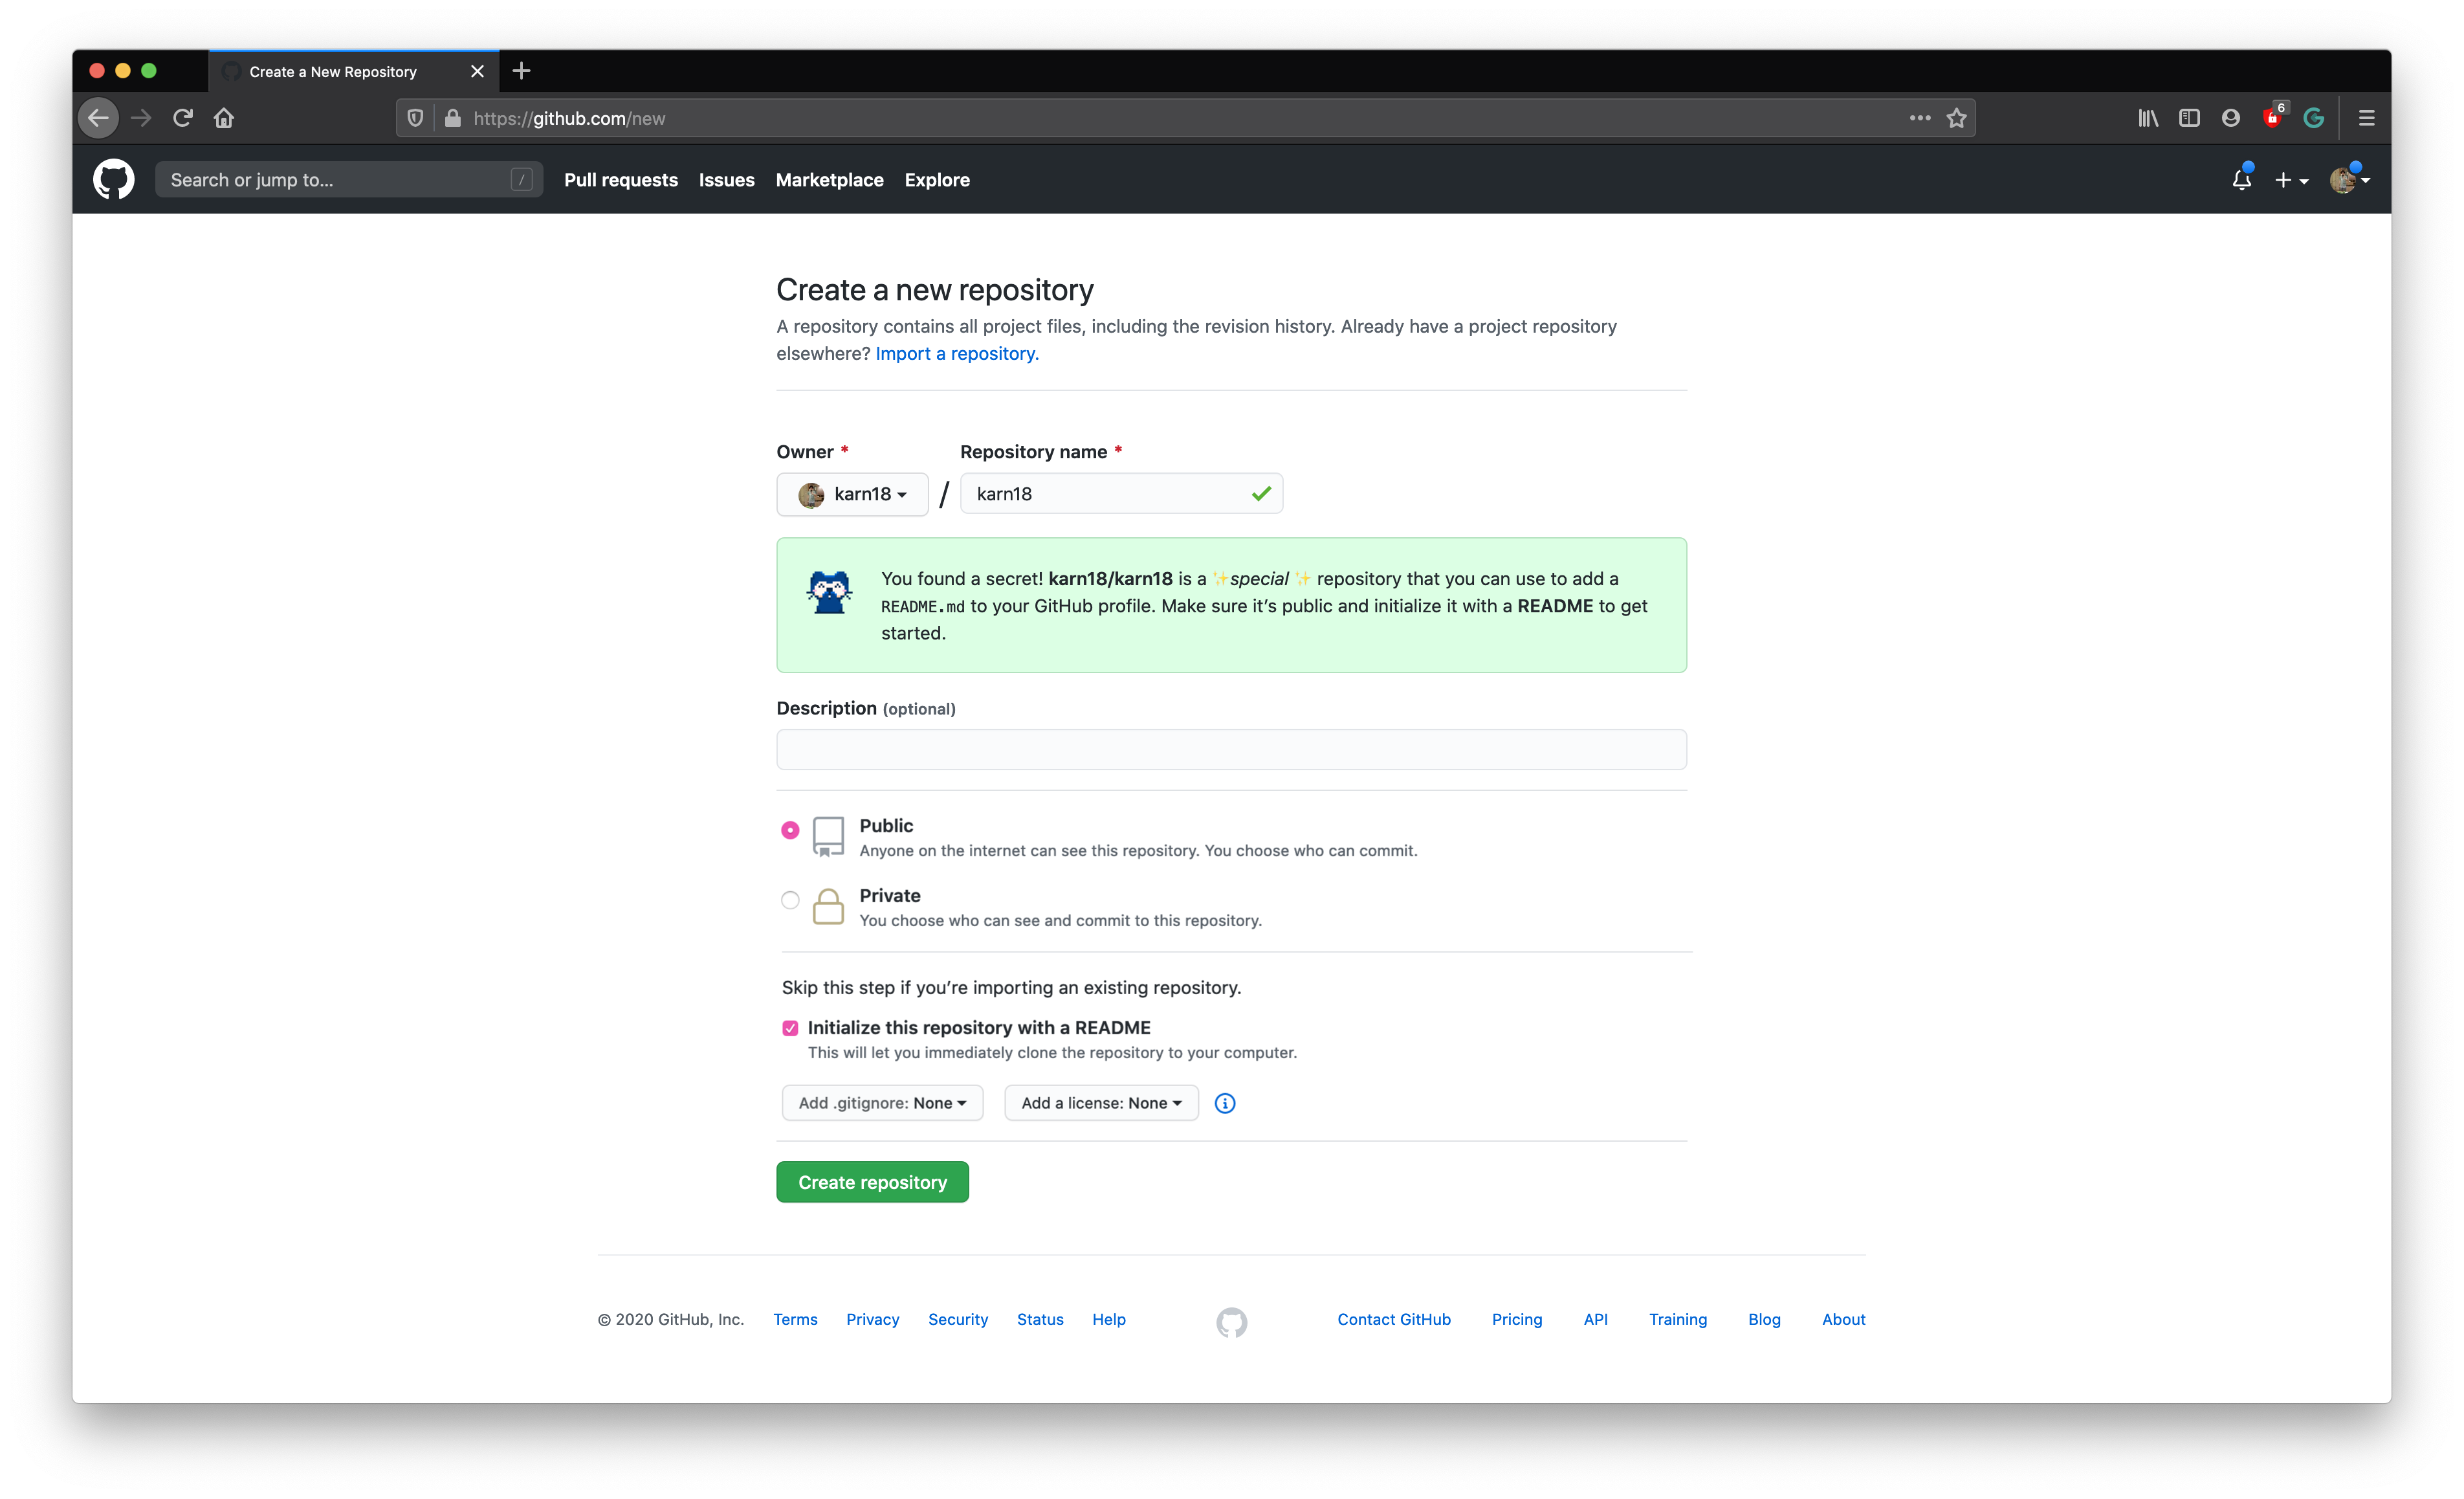 Create a New Repository
https://github.com/new
6
Search or jump to... /
Pull requests Issues Marketplace Explore
Create a new repository
A repository contains all project files, including the revision history. Already have a project repository
elsewhere? Import a repository.
Owner * Repository name *
karn18 / karn18
You found a secret! karn18/karn18 is a ✨special✨ repository that you can use to add a
README.md to your GitHub profile. Make sure it’s public and initialize it with a README to get
started.
Description (optional)
Public
Anyone on the internet can see this repository. You choose who can commit.
Private
You choose who can see and commit to this repository.
Skip this step if you’re importing an existing repository.
Initialize this repository with a README
This will let you immediately clone the repository to your computer.
Add .gitignore: None Add a license: None
Create repository
© 2020 GitHub, Inc. Terms Privacy Security Status Help Contact GitHub Pricing API Training Blog About